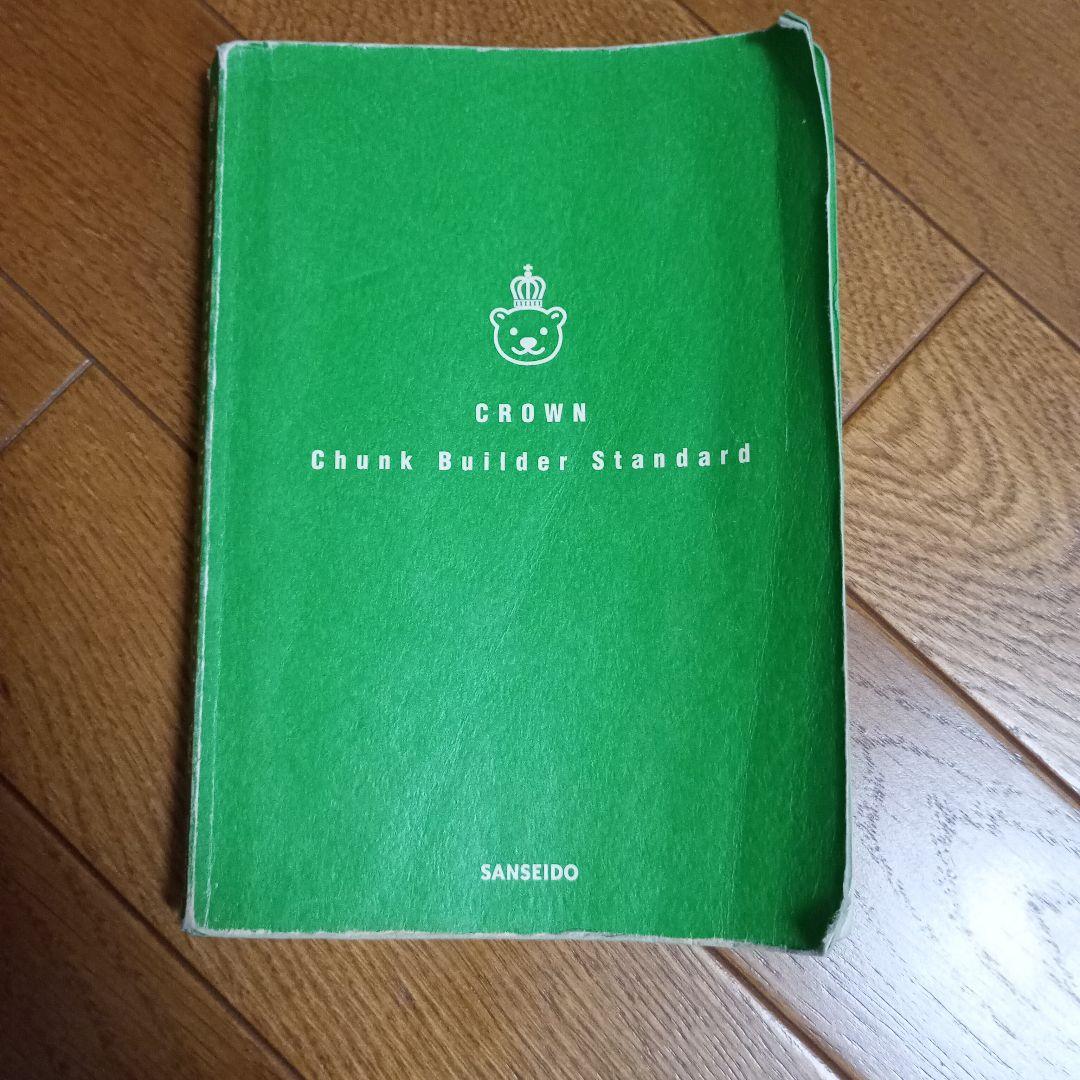 CROWN
Chunk Builder Standard
SANSEIDO